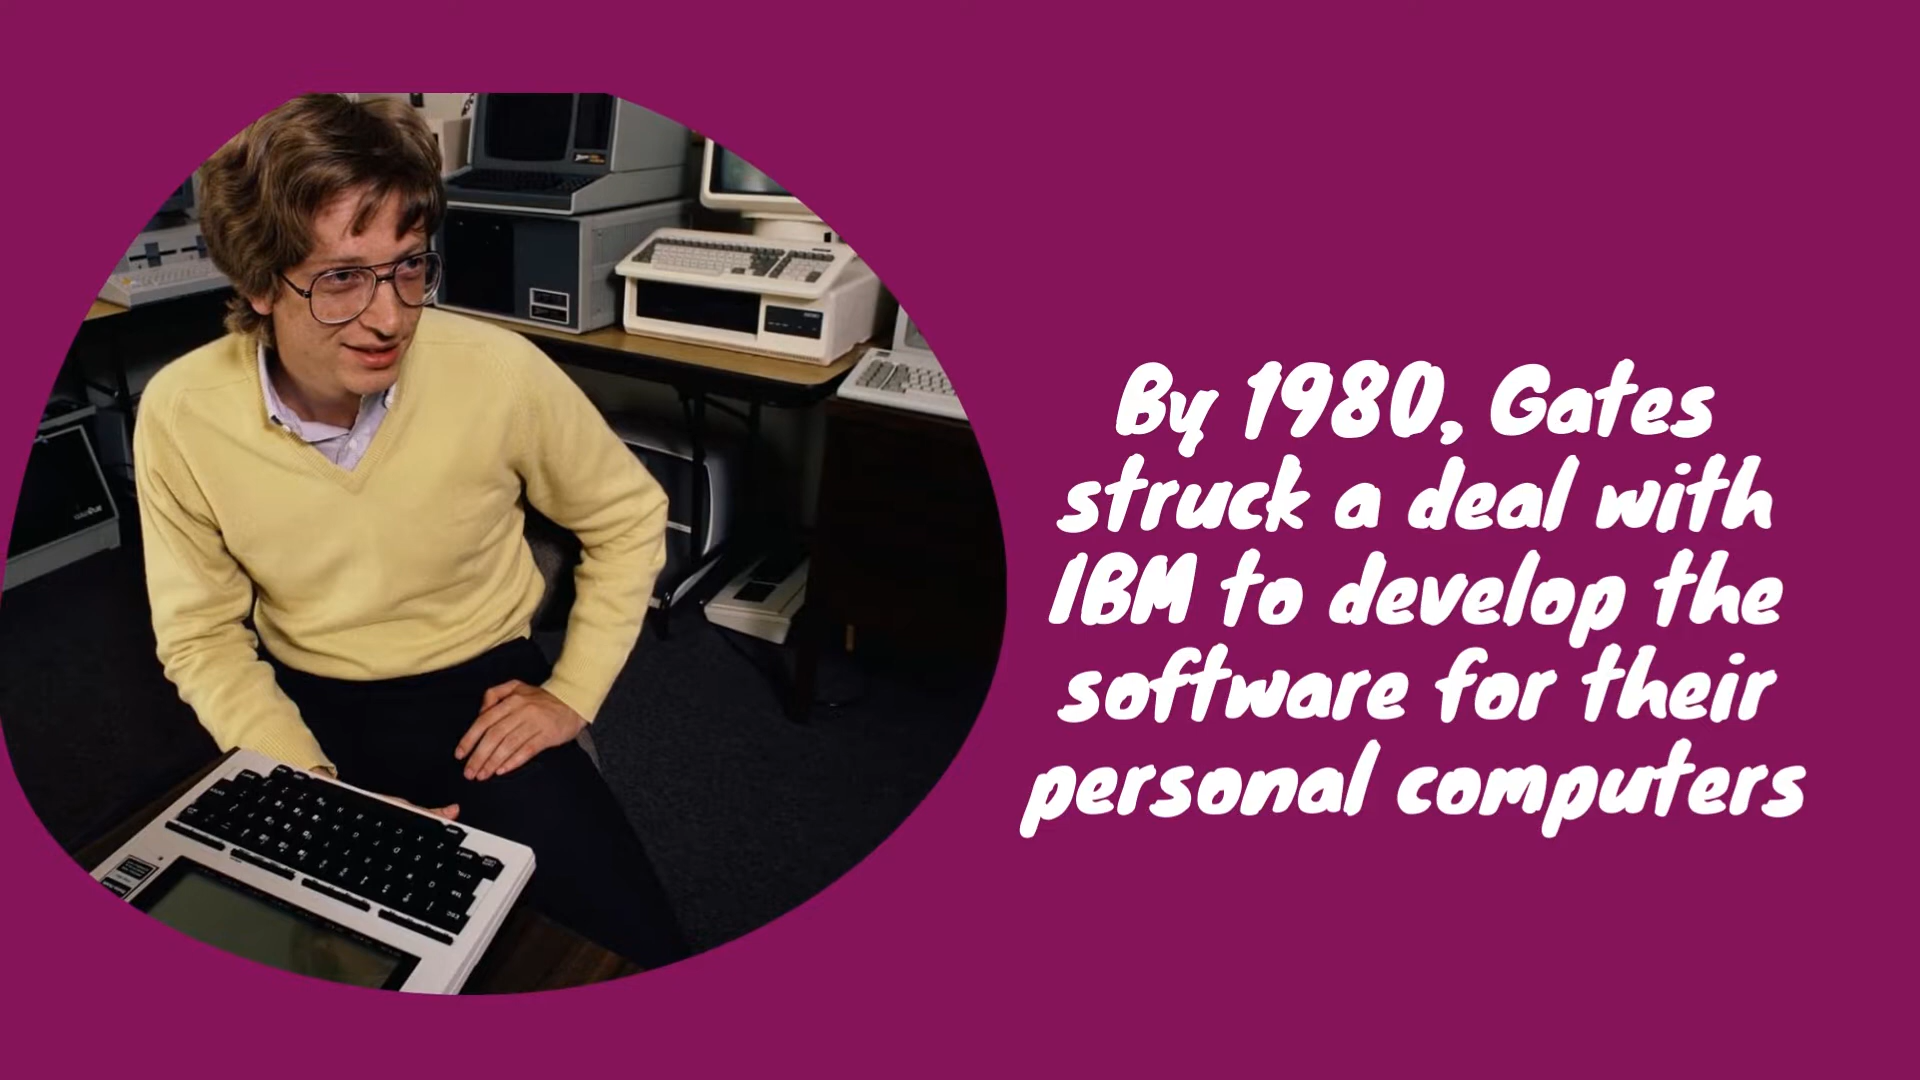 By 1980, Gates
struck a deal with
IBM to develop the
software for their
personal computers